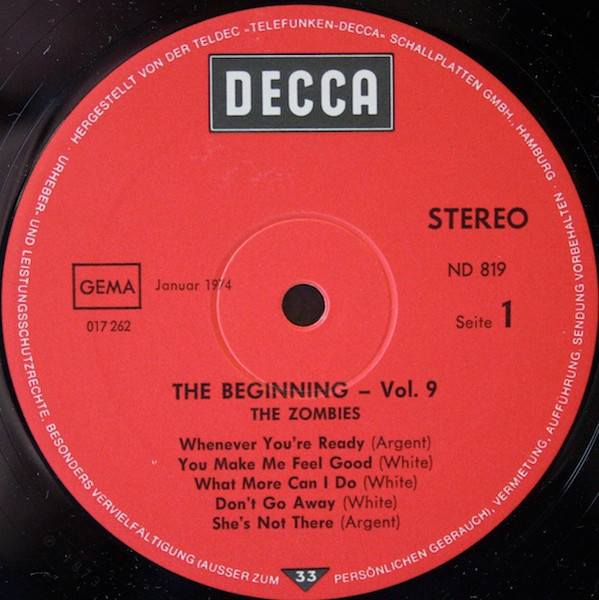 HERGESTELLT VON DER TELDEC »TELEFUNKEN-DECCA« SCHALLPLATTEN GMBH., HAMBURG ·
DECCA
STEREO
ND 819
Seite 1
GEMA
017 262
Januar 1974
THE BEGINNING – Vol. 9
THE ZOMBIES
Whenever You're Ready (Argent)
You Make Me Feel Good (White)
What More Can I Do (White)
Don't Go Away (White)
She's Not There (Argent)
URHEBER- UND LEISTUNGSSCHUTZRECHTE, BESONDERS VERVIELFALTIGUNG (AUSSER ZUM
33
PERSÖNLICHEN GEBRAUCH), VERMIETUNG, AUFFÜHRUNG, SENDUNG VORBEHALTEN ·